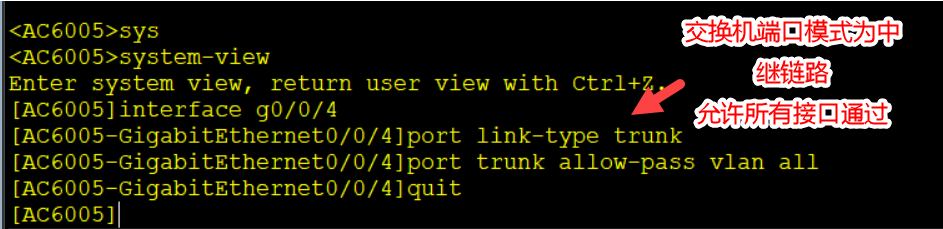 <AC6005>sys
<AC6005>system-view
Enter system view, return user view with Ctrl+Z.
[AC6005]interface g0/0/4
[AC6005-GigabitEthernet0/0/4]port link-type trunk
[AC6005-GigabitEthernet0/0/4]port trunk allow-pass vlan all
[AC6005-GigabitEthernet0/0/4]quit
[AC6005]
交换机端口模式为中
继链路
允许所有接口通过